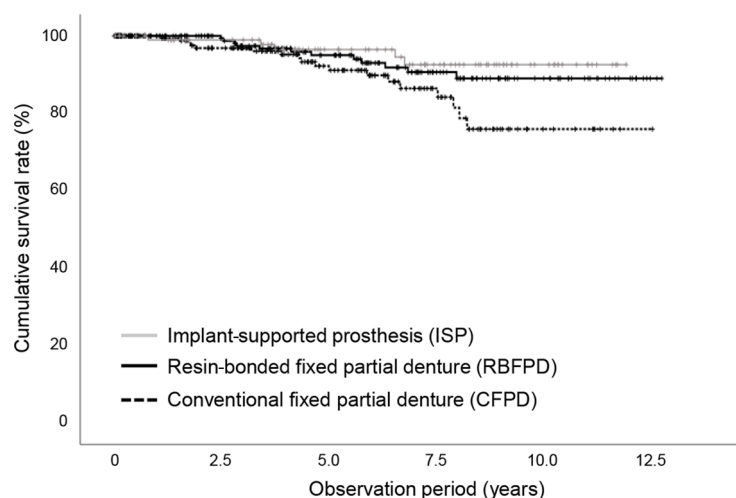 100
80
60
40
20
0
Cumulative survival rate (%)
Implant-supported prosthesis (ISP)
Resin-bonded fixed partial denture (RBFPD)
Conventional fixed partial denture (CFPD)
0 2.5 5.0 7.5 10.0 12.5
Observation period (years)